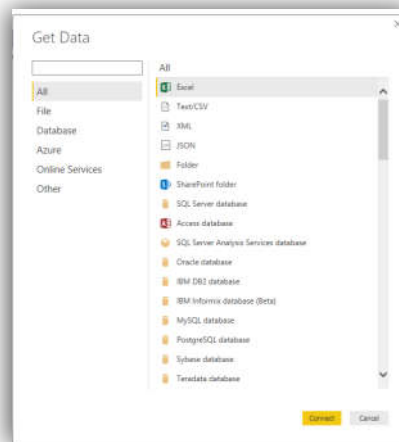 Get Data
All
File
Database
Azure
Online Services
Other
All
Excel
Text/CSV
XML
JSON
Folder
SharePoint folder
SQL Server database
Access database
SQL Server Analysis Services database
Oracle database
IBM DB2 database
IBM Informix database (Beta)
MySQL database
PostgreSQL database
Sybase database
Teradata database
Connect
Cancel